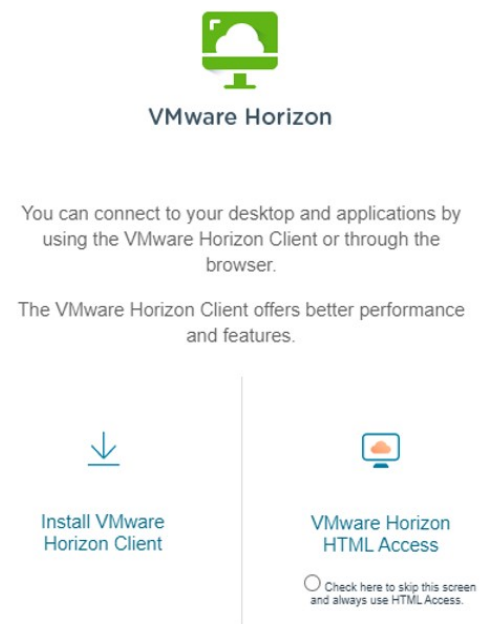 VMware Horizon
You can connect to your desktop and applications by
using the VMware Horizon Client or through the
browser.
The VMware Horizon Client offers better performance
and features.
Install VMware
Horizon Client
VMware Horizon
HTML Access
Check here to skip this screen
and always use HTML Access.